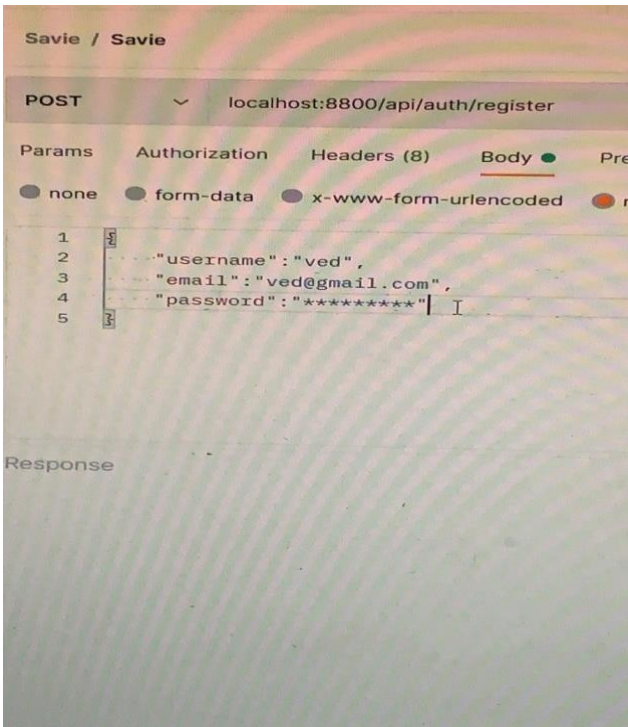 Savie / Savie
POST localhost:8800/api/auth/register
Params Authorization Headers (8) Body Pre
none form-data x-www-form-urlencoded r
1 {
2 "username":"ved",
3 "email":"ved@gmail.com",
4 "password":"*********"
5 }
Response